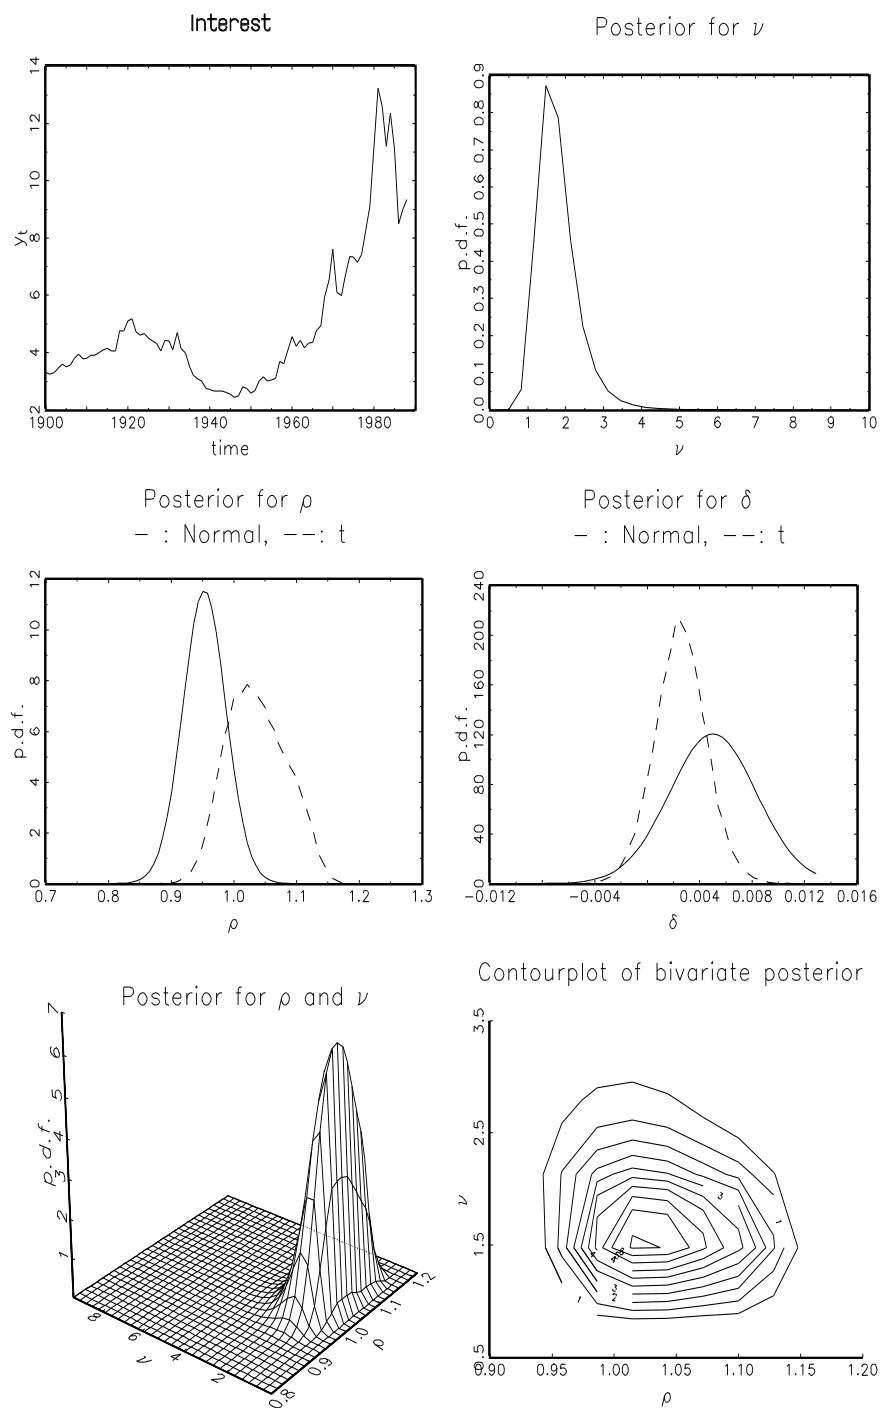 Interest
14
12
10
8
6
4
2
y_t
1900 1920 1940 1960 1980
time
Posterior for ν
0.9
0.8
0.7
0.6
0.5
0.4
0.3
0.2
0.1
0.0
p.d.f.
0 1 2 3 4 5 6 7 8 9 10
ν
Posterior for ρ
— : Normal, ——: t
12
10
8
6
4
2
0
p.d.f.
0.7 0.8 0.9 1.0 1.1 1.2 1.3
ρ
Posterior for δ
— : Normal, ——: t
240
200
160
120
80
40
0
p.d.f.
−0.012 −0.004 0.004 0.008 0.012 0.016
δ
Posterior for ρ and ν
7
6
5
4
3
2
1
p.d.f.
8 6 4 2
ν
0.8 0.9 1.0 1.1 1.2
ρ
Contourplot of bivariate posterior
3.5
2.5
1.5
0.5
ν
3
1
4
3
2
1
0.90 0.95 1.00 1.05 1.10 1.15 1.20
ρ